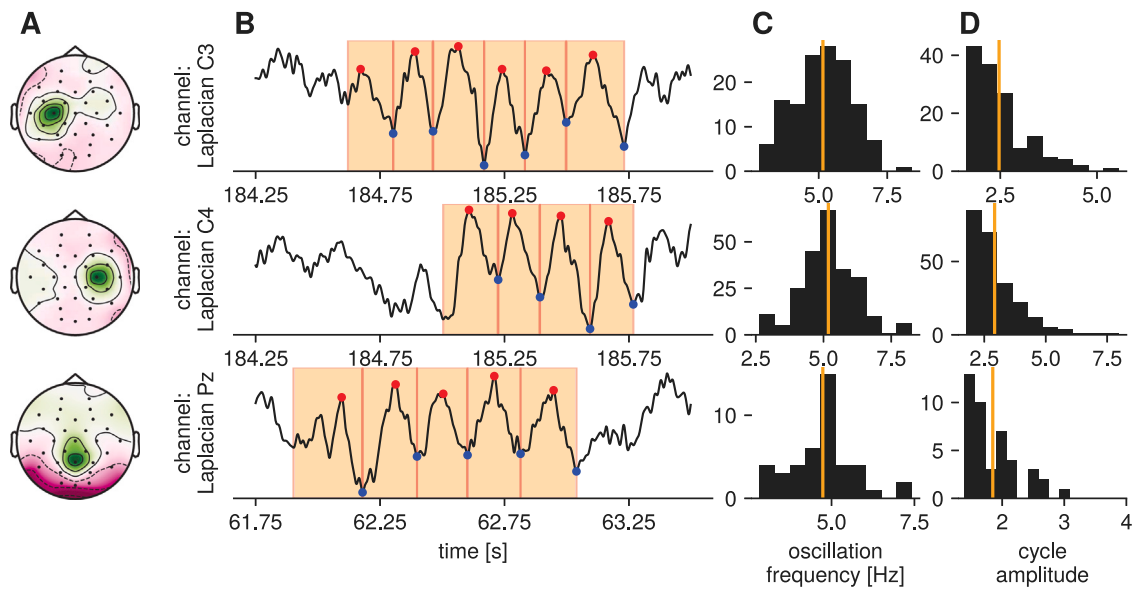 A B C D
channel:
Laplacian C3
184.25 184.75 185.25 185.75
20
10
0
5.0 7.5
40
20
0
2.5 5.0
channel:
Laplacian C4
184.25 184.75 185.25 185.75
50
25
0
2.5 5.0 7.5
50
0
2.5 5.0 7.5
channel:
Laplacian Pz
61.75 62.25 62.75 63.25
time [s]
10
0
5.0 7.5
oscillation
frequency [Hz]
10
5
0
2 3 4
cycle
amplitude